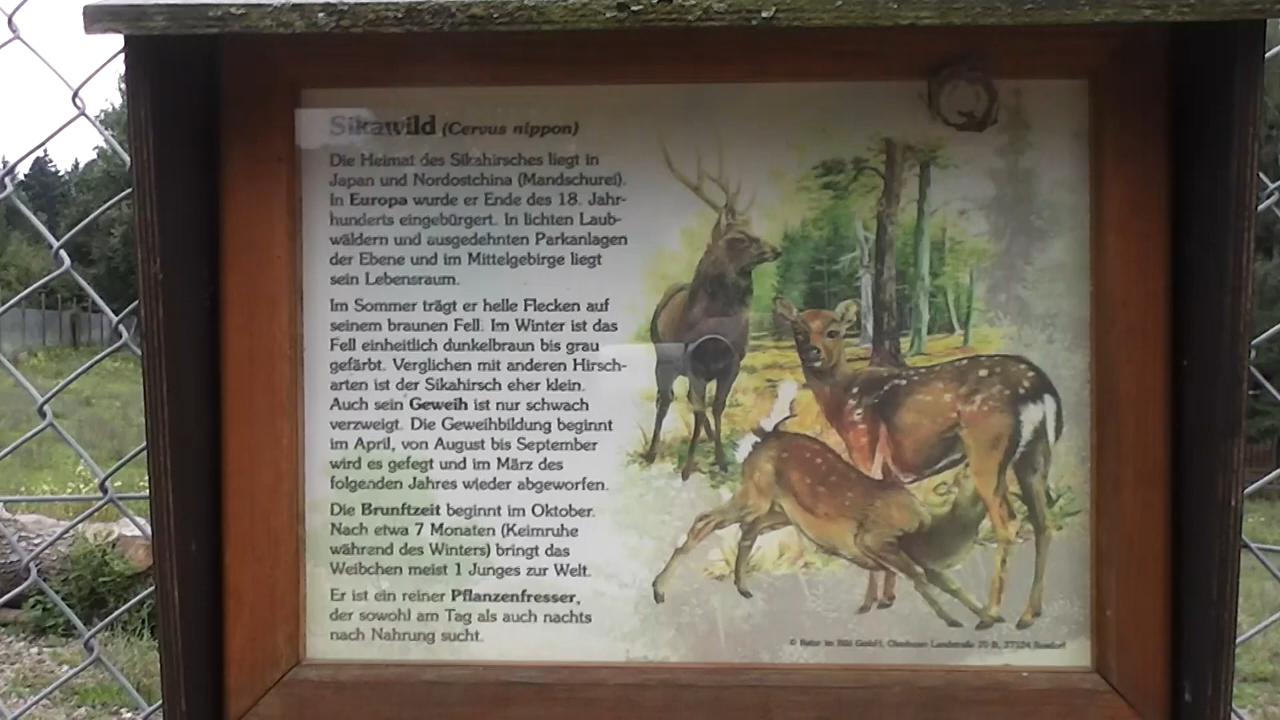 Sikawild (Cervus nippon)
Die Heimat des Sikahirsches liegt in
Japan und Nordostchina (Mandschurei).
In Europa wurde er Ende des 18. Jahr-
hunderts eingebürgert. In lichten Laub-
wäldern und ausgedehnten Parkanlagen
der Ebene und im Mittelgebirge liegt
sein Lebensraum.
Im Sommer trägt er helle Flecken auf
seinem braunen Fell. Im Winter ist das
Fell einheitlich dunkelbraun bis grau
gefärbt. Verglichen mit anderen Hirsch-
arten ist der Sikahirsch eher klein.
Auch sein Geweih ist nur schwach
verzweigt. Die Geweihbildung beginnt
im April, von August bis September
wird es gefegt und im März des
folgenden Jahres wieder abgeworfen.
Die Brunftzeit beginnt im Oktober.
Nach etwa 7 Monaten (Keimruhe
während des Winters) bringt das
Weibchen meist 1 Junges zur Welt.
Er ist ein reiner Pflanzenfresser,
der sowohl am Tag als auch nachts
nach Nahrung sucht.
© Natur im Bild GmbH,